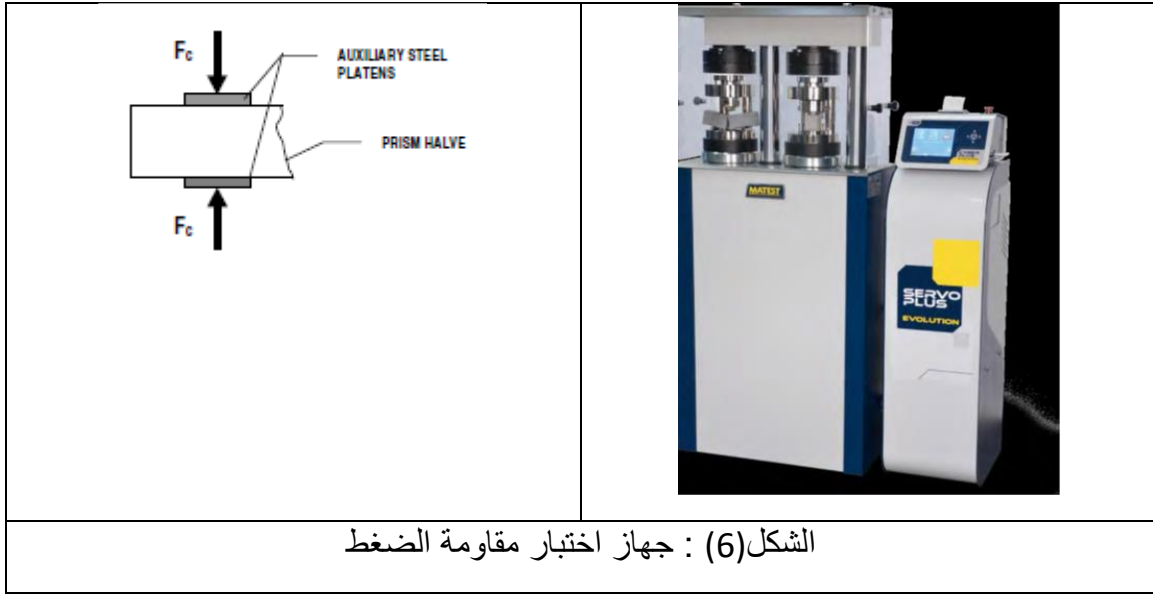 Fc
AUXILIARY STEEL
PLATENS
PRISM HALVE
Fc
MATEST
SERVO
PLUS
EVOLUTION
الشكل(6) : جهاز اختبار مقاومة الضغط